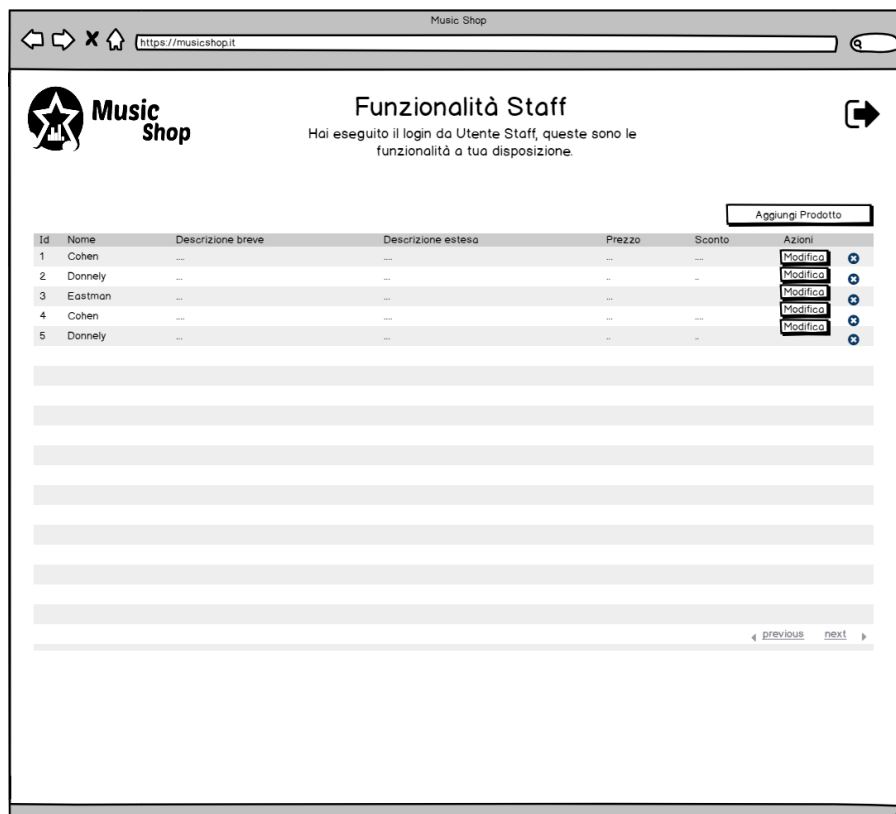 Music Shop
https://musicshop.it
Music
Shop
Funzionalità Staff
Hai eseguito il login da Utente Staff, queste sono le
funzionalità a tua disposizione.
Aggiungi Prodotto
Id Nome Descrizione breve Descrizione estesa Prezzo Sconto Azioni
1 Cohen .... .... ... .... Modifica
2 Donnely ... ... .. .. Modifica
3 Eastman ... ... ... Modifica
4 Cohen .... .... ... .... Modifica
5 Donnely ... ... .. .. Modifica
previous next